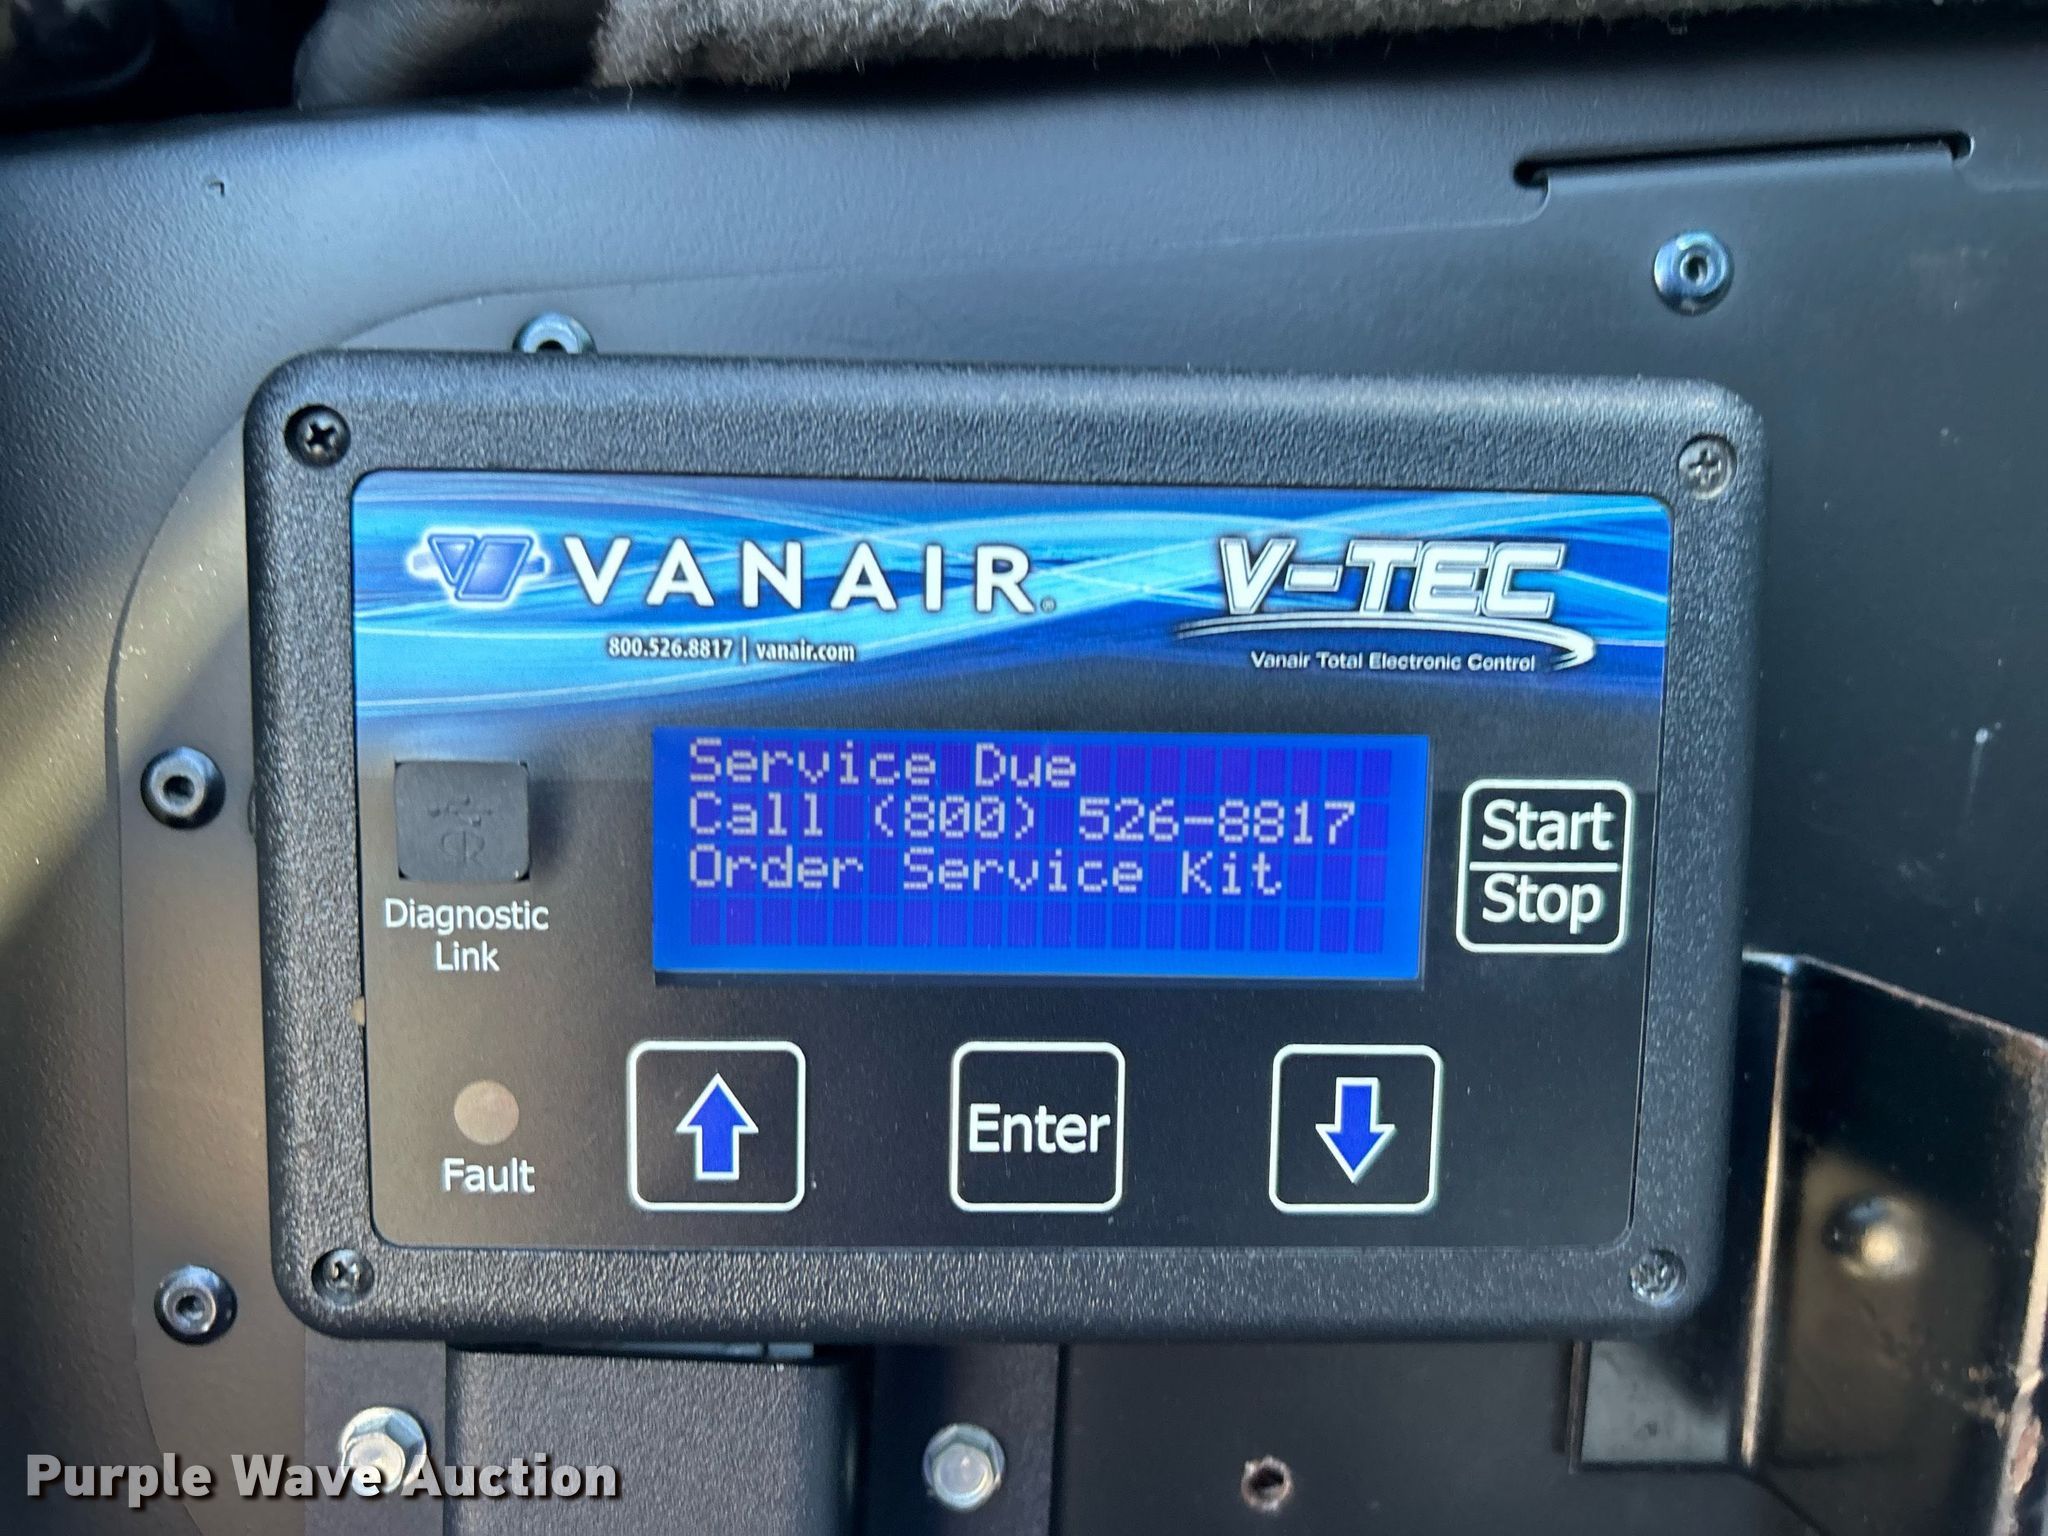 VANAIR®
800.526.8817 | vanair.com
V-TEC
Vanair Total Electronic Control
Service Due
Call (800) 526-8817
Order Service Kit
Start
Stop
Diagnostic
Link
Enter
Fault
Purple Wave Auction